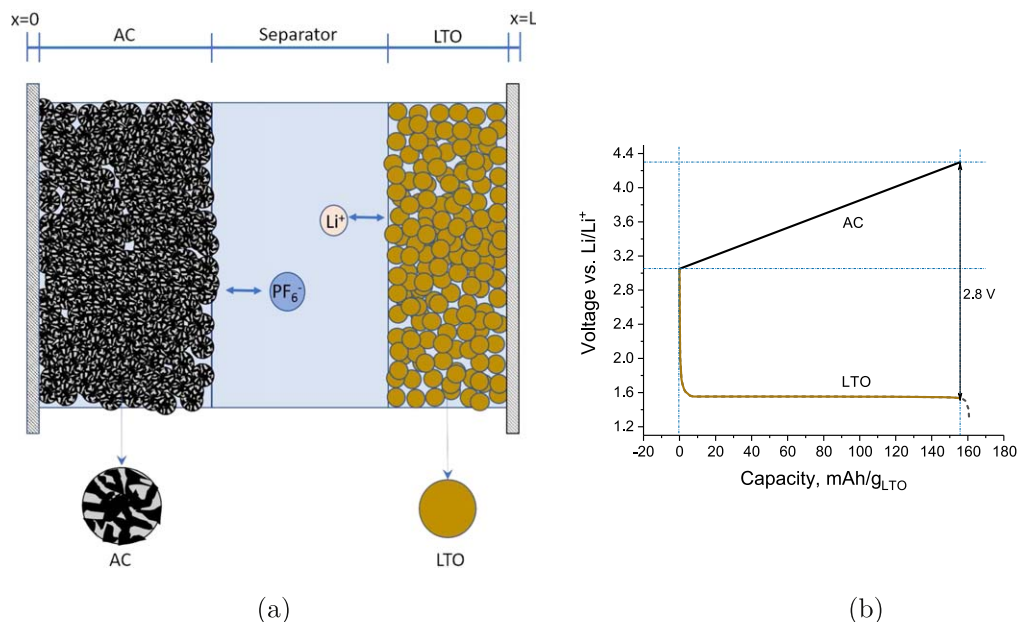 x=0
x=L
AC
Separator
LTO
Li+
PF6-
AC
LTO
(a)
4.4
4.0
3.6
3.2
2.8
2.4
2.0
1.6
1.2
Voltage vs. Li/Li+
AC
2.8 V
LTO
-20 0 20 40 60 80 100 120 140 160 180
Capacity, mAh/gLTO
(b)